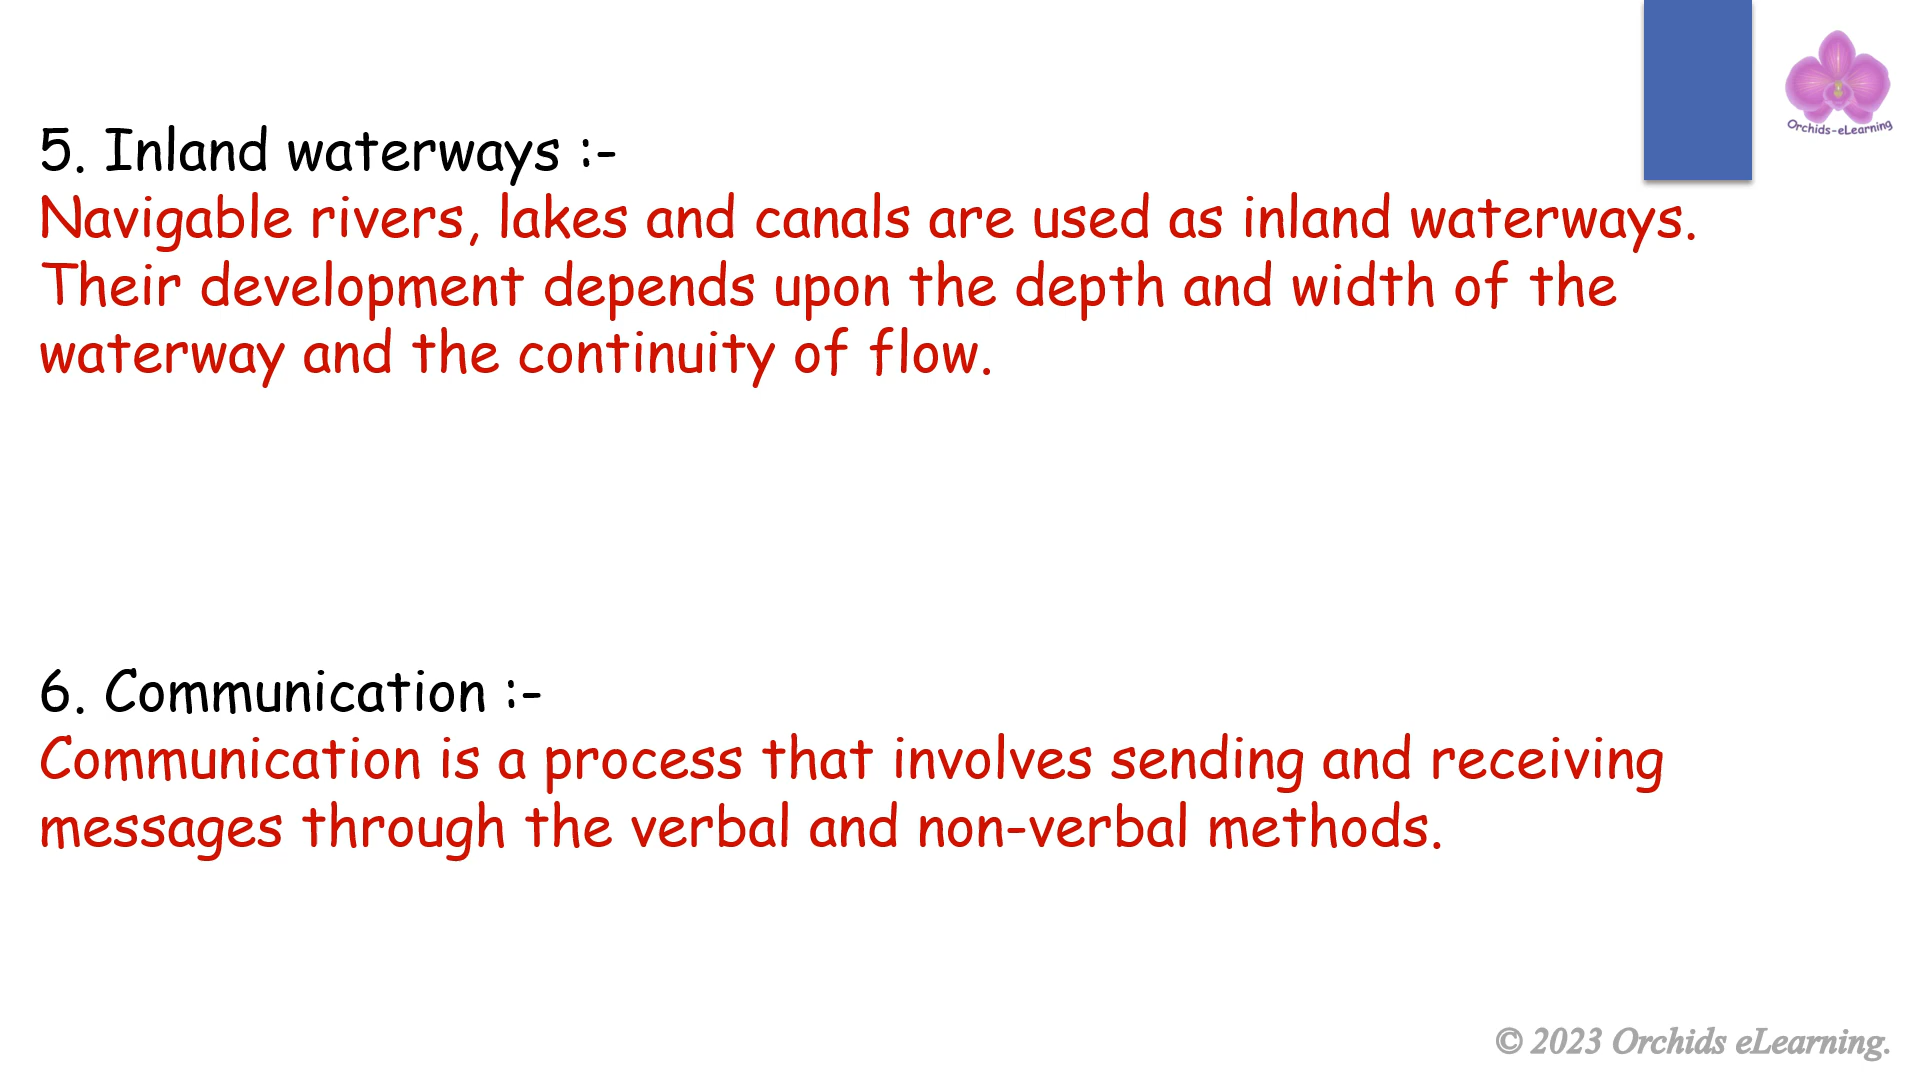 Orchids-eLearning
5. Inland waterways :-
Navigable rivers, lakes and canals are used as inland waterways.
Their development depends upon the depth and width of the
waterway and the continuity of flow.
6. Communication :-
Communication is a process that involves sending and receiving
messages through the verbal and non-verbal methods.
© 2023 Orchids eLearning.